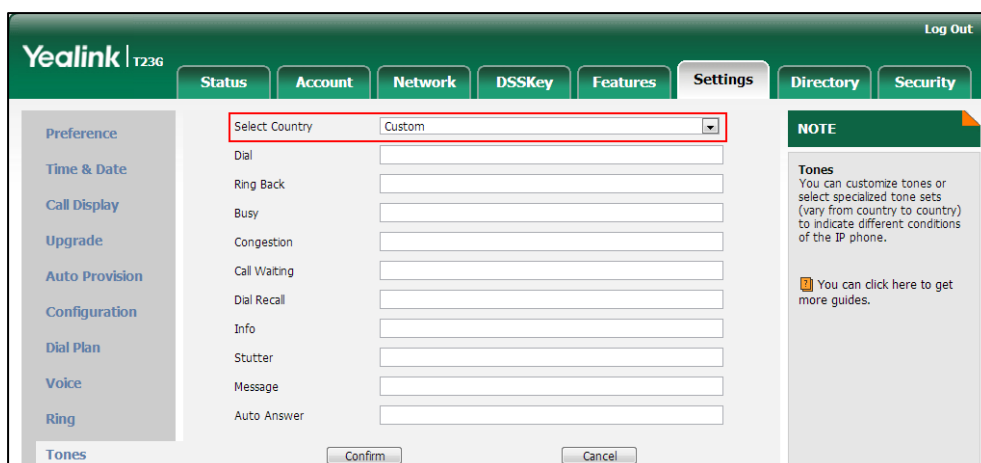 Log Out
Yealink | T23G
Status Account Network DSSKey Features Settings Directory Security
Preference
Time & Date
Call Display
Upgrade
Auto Provision
Configuration
Dial Plan
Voice
Ring
Tones
Select Country Custom
Dial
Ring Back
Busy
Congestion
Call Waiting
Dial Recall
Info
Stutter
Message
Auto Answer
Confirm Cancel
NOTE
Tones
You can customize tones or
select specialized tone sets
(vary from country to country)
to indicate different conditions
of the IP phone.
? You can click here to get
more guides.